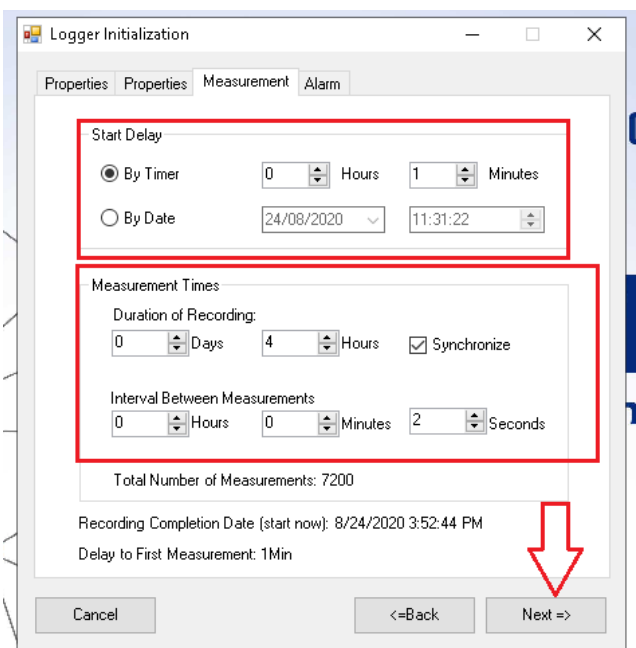 Logger Initialization
Properties Properties Measurement Alarm
Start Delay
By Timer 0 Hours 1 Minutes
By Date 24/08/2020 11:31:22
Measurement Times
Duration of Recording:
0 Days 4 Hours Synchronize
Interval Between Measurements
0 Hours 0 Minutes 2 Seconds
Total Number of Measurements: 7200
Recording Completion Date (start now): 8/24/2020 3:52:44 PM
Delay to First Measurement: 1Min
Cancel <=Back Next =>